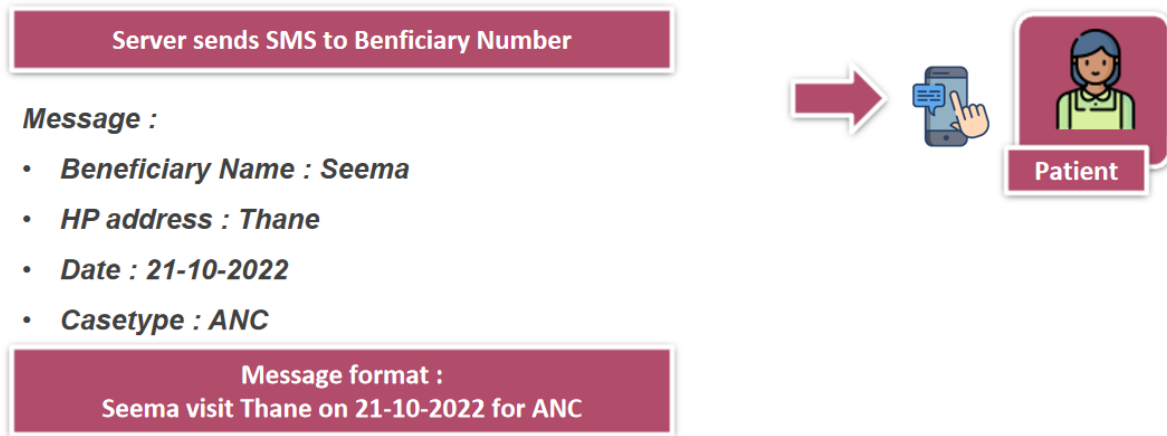 Server sends SMS to Benficiary Number
Message :
• Beneficiary Name : Seema
• HP address : Thane
• Date : 21-10-2022
• Casetype : ANC
Message format :
Seema visit Thane on 21-10-2022 for ANC
Patient